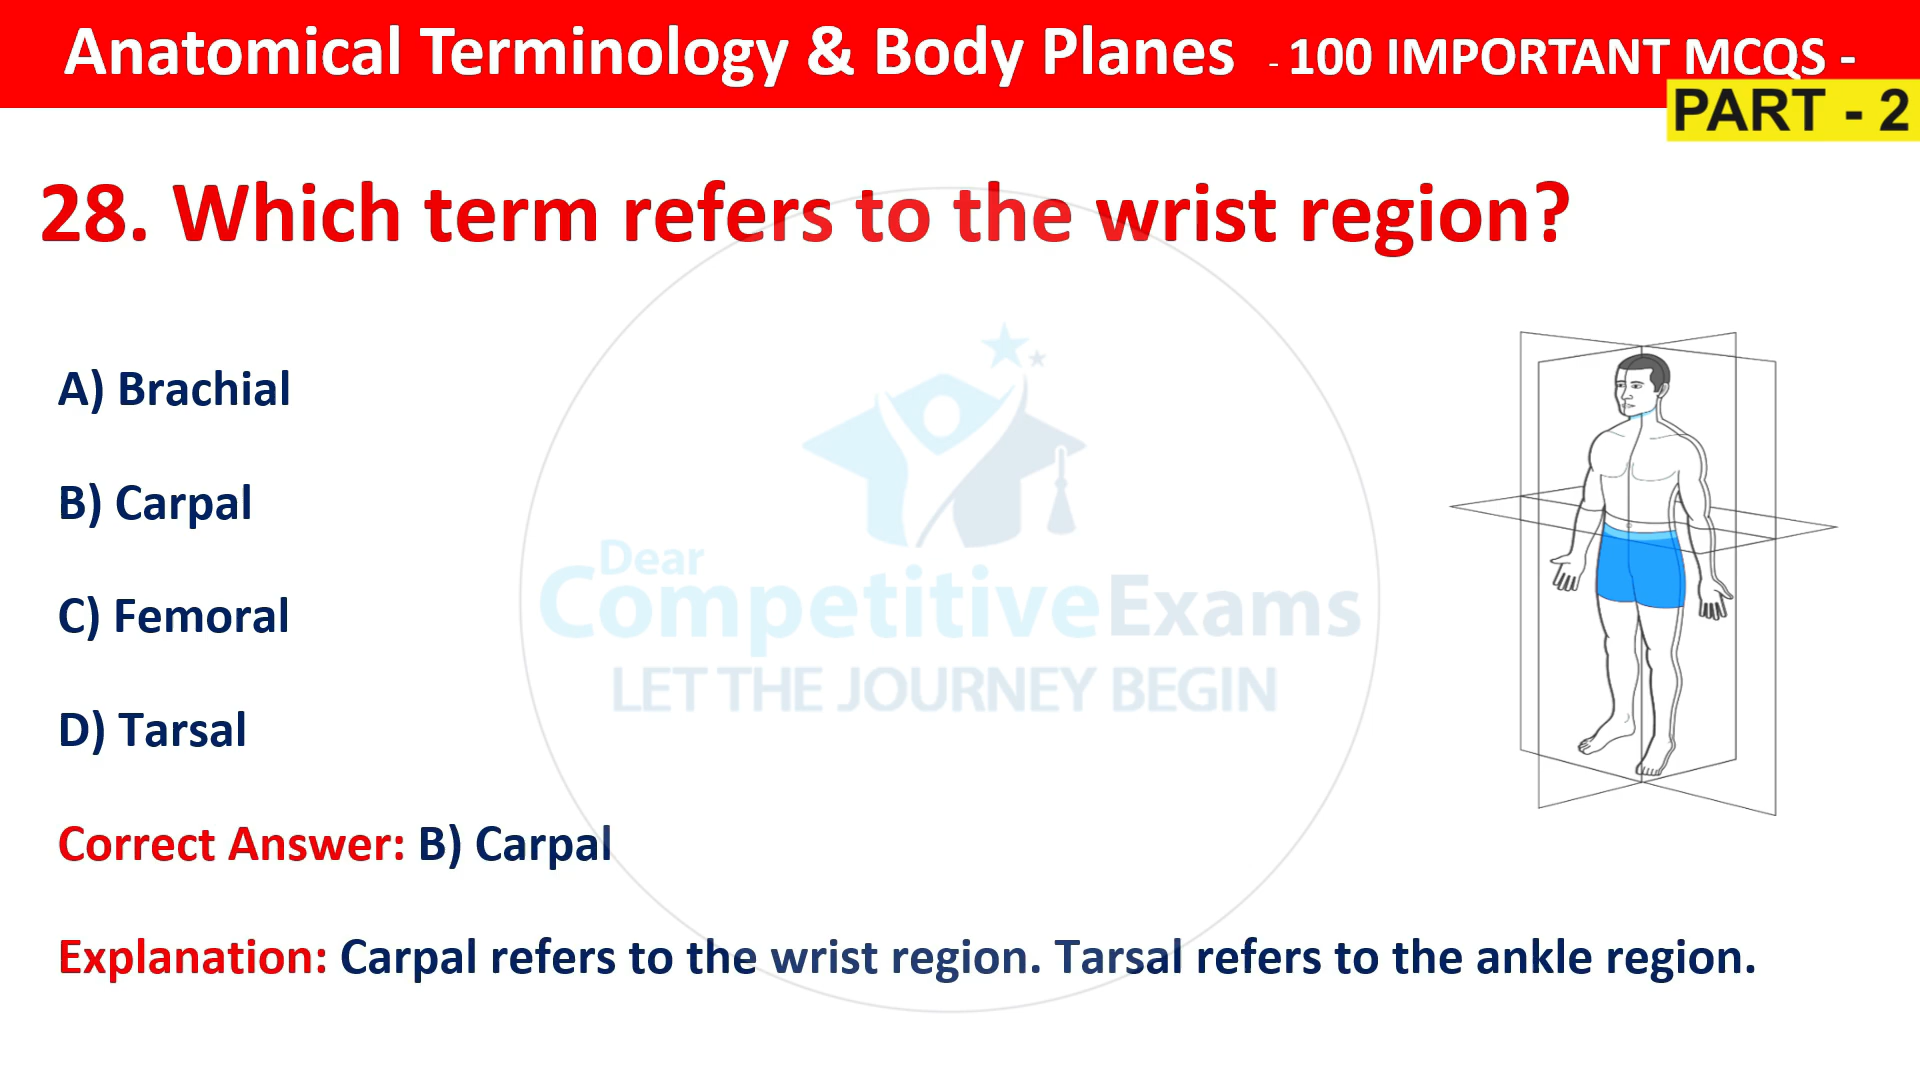 Anatomical Terminology & Body Planes - 100 IMPORTANT MCQS -
PART - 2
28. Which term refers to the wrist region?
A) Brachial
B) Carpal
C) Femoral
D) Tarsal
Dear
CompetitiveExams
LET THE JOURNEY BEGIN
Correct Answer: B) Carpal
Explanation: Carpal refers to the wrist region. Tarsal refers to the ankle region.